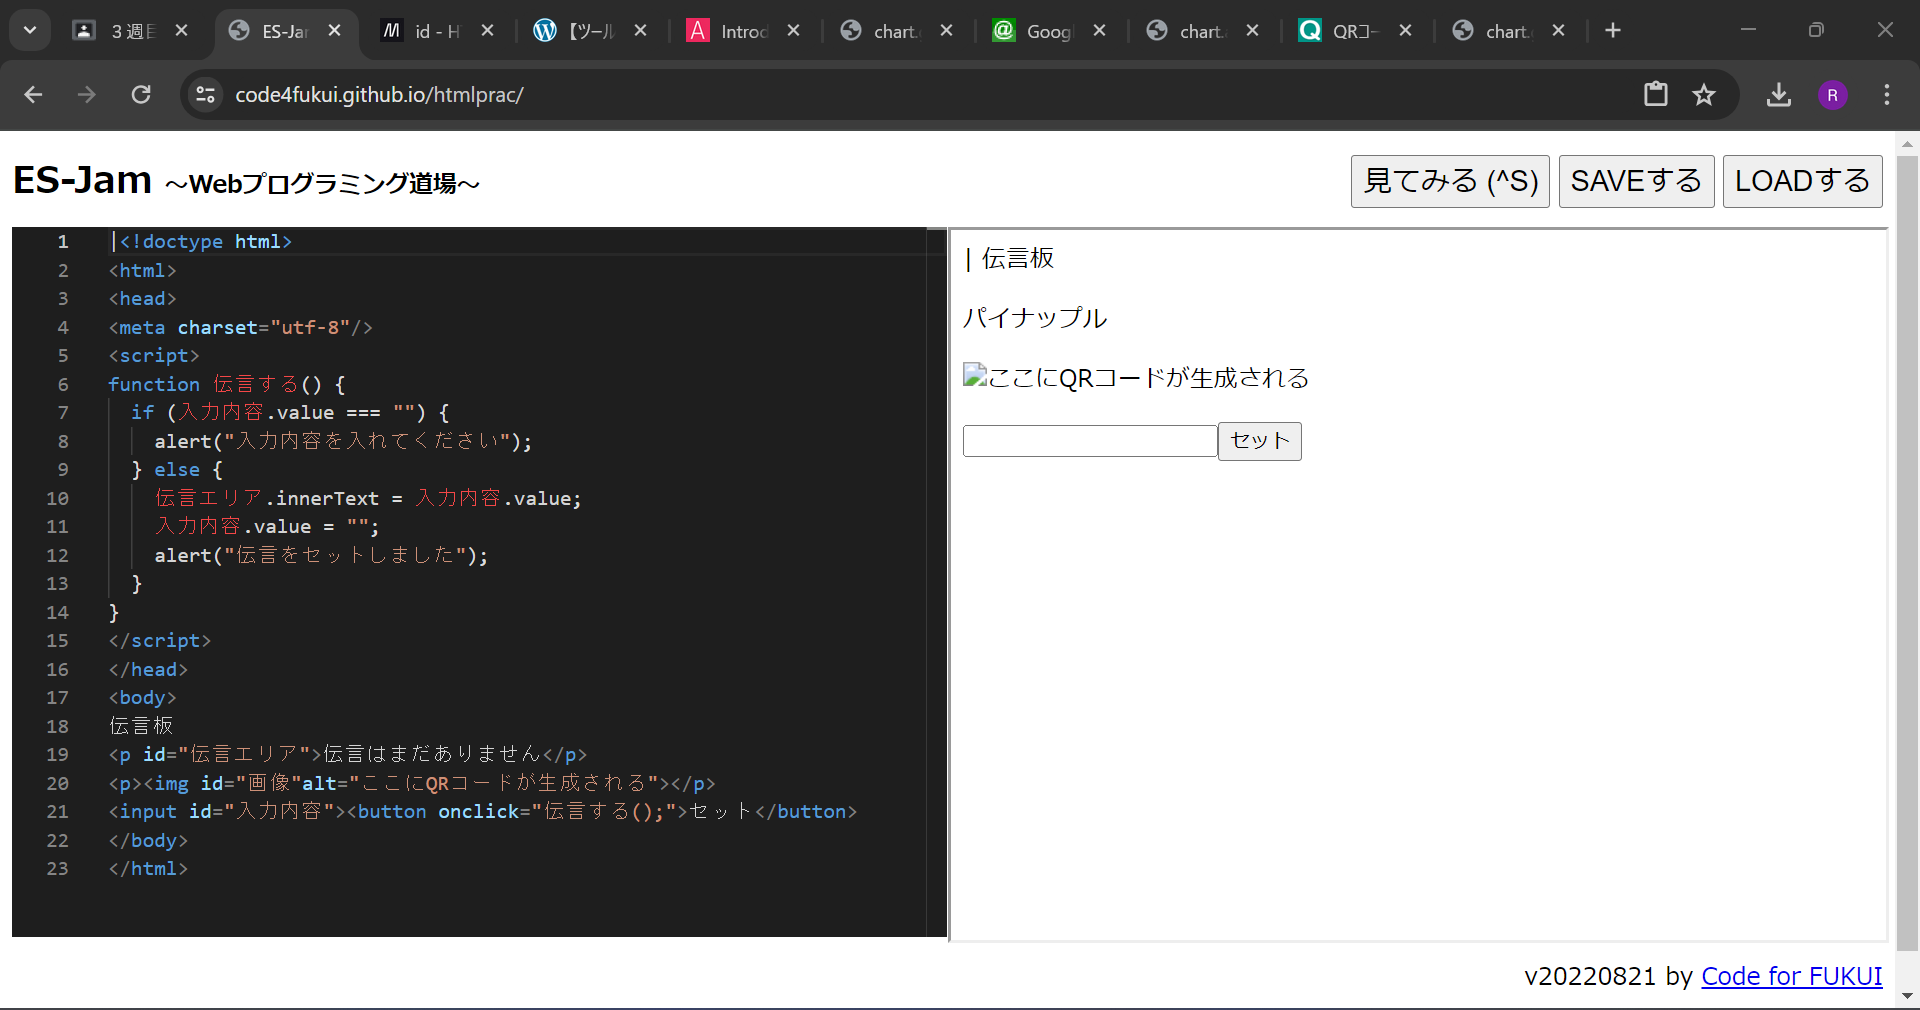 3 週目
ES-Jar
id - H
【ツール
Introd
chart.
Goog
chart.
QRコー
chart.
code4fukui.github.io/htmlprac/
R
ES-Jam ～Webプログラミング道場～
見てみる (^S)
SAVEする
LOADする
1 |<!doctype html>
2 <html>
3 <head>
4 <meta charset="utf-8"/>
5 <script>
6 function 伝言する() {
7 if (入力内容.value === "") {
8 alert("入力内容を入れてください");
9 } else {
10 伝言エリア.innerText = 入力内容.value;
11 入力内容.value = "";
12 alert("伝言をセットしました");
13 }
14 }
15 </script>
16 </head>
17 <body>
18 伝言板
19 <p id="伝言エリア">伝言はまだありません</p>
20 <p><img id="画像"alt="ここにQRコードが生成される"></p>
21 <input id="入力内容"><button onclick="伝言する();">セット</button>
22 </body>
23 </html>
| 伝言板
パイナップル
ここにQRコードが生成される
セット
v20220821 by Code for FUKUI